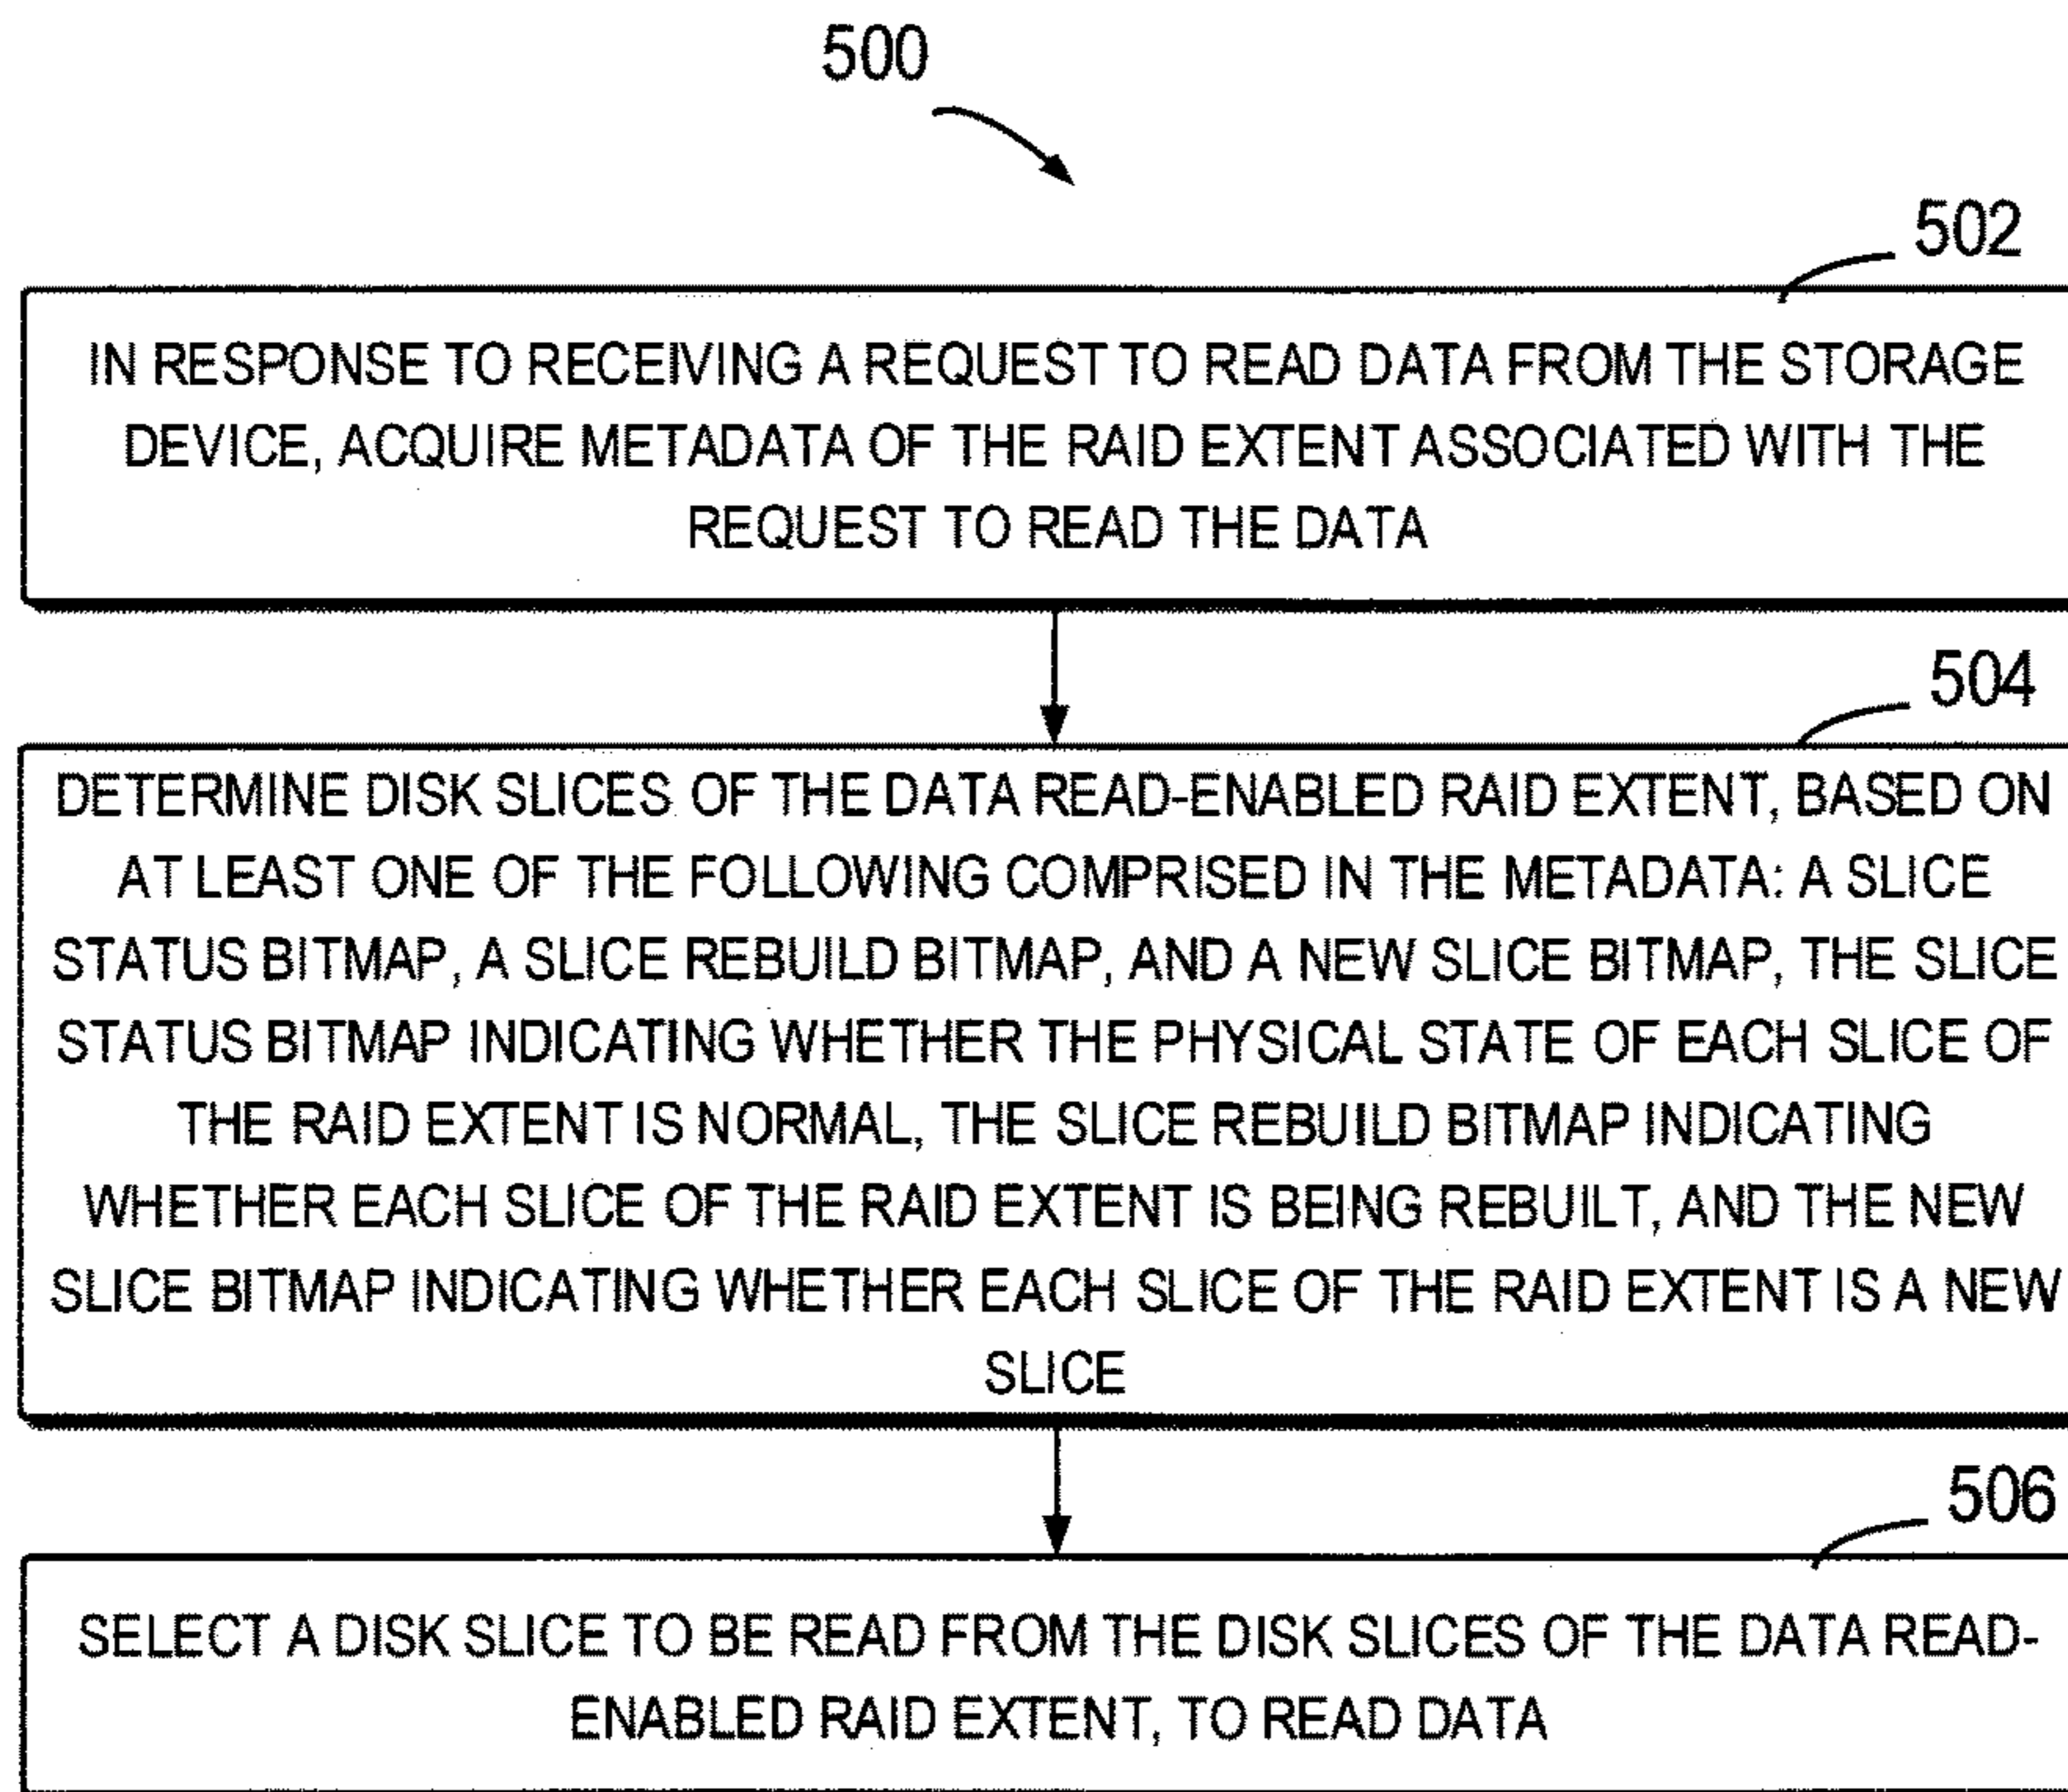 500
502
IN RESPONSE TO RECEIVING A REQUEST TO READ DATA FROM THE STORAGE
DEVICE, ACQUIRE METADATA OF THE RAID EXTENT ASSOCIATED WITH THE
REQUEST TO READ THE DATA
504
DETERMINE DISK SLICES OF THE DATA READ-ENABLED RAID EXTENT, BASED ON
AT LEAST ONE OF THE FOLLOWING COMPRISED IN THE METADATA: A SLICE
STATUS BITMAP, A SLICE REBUILD BITMAP, AND A NEW SLICE BITMAP, THE SLICE
STATUS BITMAP INDICATING WHETHER THE PHYSICAL STATE OF EACH SLICE OF
THE RAID EXTENT IS NORMAL, THE SLICE REBUILD BITMAP INDICATING
WHETHER EACH SLICE OF THE RAID EXTENT IS BEING REBUILT, AND THE NEW
SLICE BITMAP INDICATING WHETHER EACH SLICE OF THE RAID EXTENT IS A NEW
SLICE
506
SELECT A DISK SLICE TO BE READ FROM THE DISK SLICES OF THE DATA READ-
ENABLED RAID EXTENT, TO READ DATA